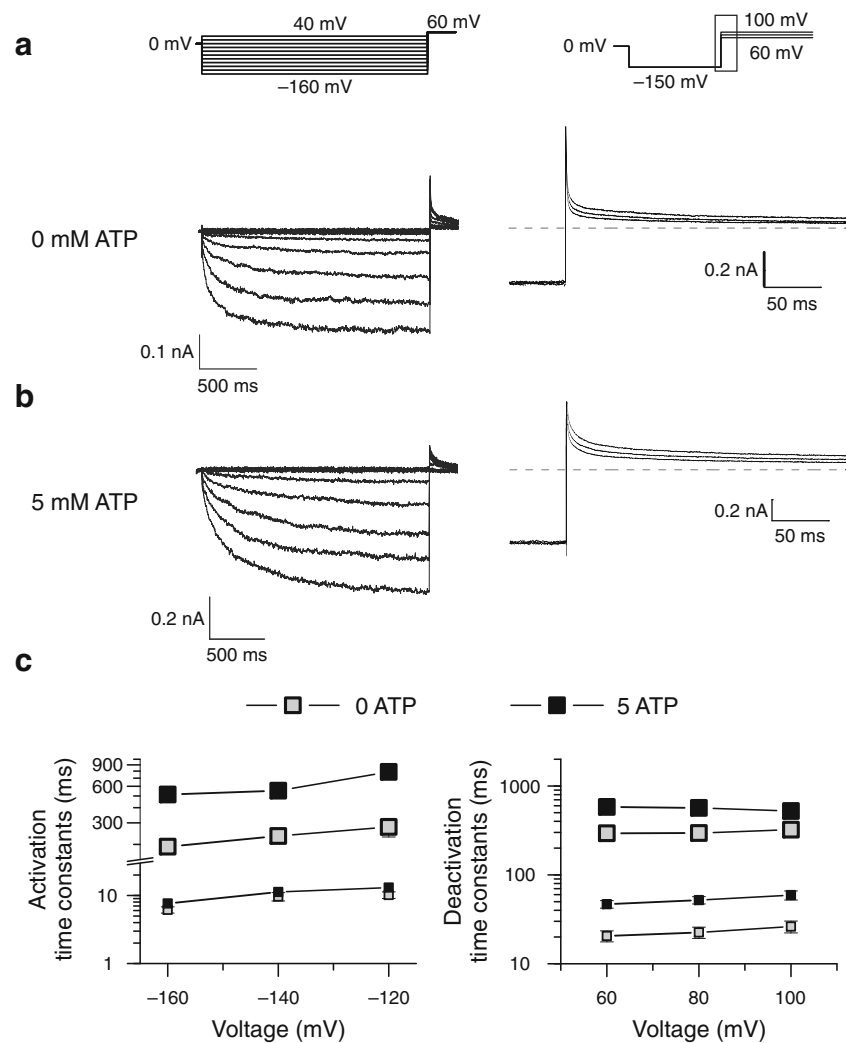 a
40 mV
60 mV
0 mV
−160 mV
100 mV
0 mV
60 mV
−150 mV
0 mM ATP
0.1 nA
500 ms
0.2 nA
50 ms
b
5 mM ATP
0.2 nA
500 ms
0.2 nA
50 ms
c
0 ATP
5 ATP
Activation
time constants (ms)
900
600
300
10
1
−160
−140
−120
Voltage (mV)
Deactivation
time constants (ms)
1000
100
10
60
80
100
Voltage (mV)